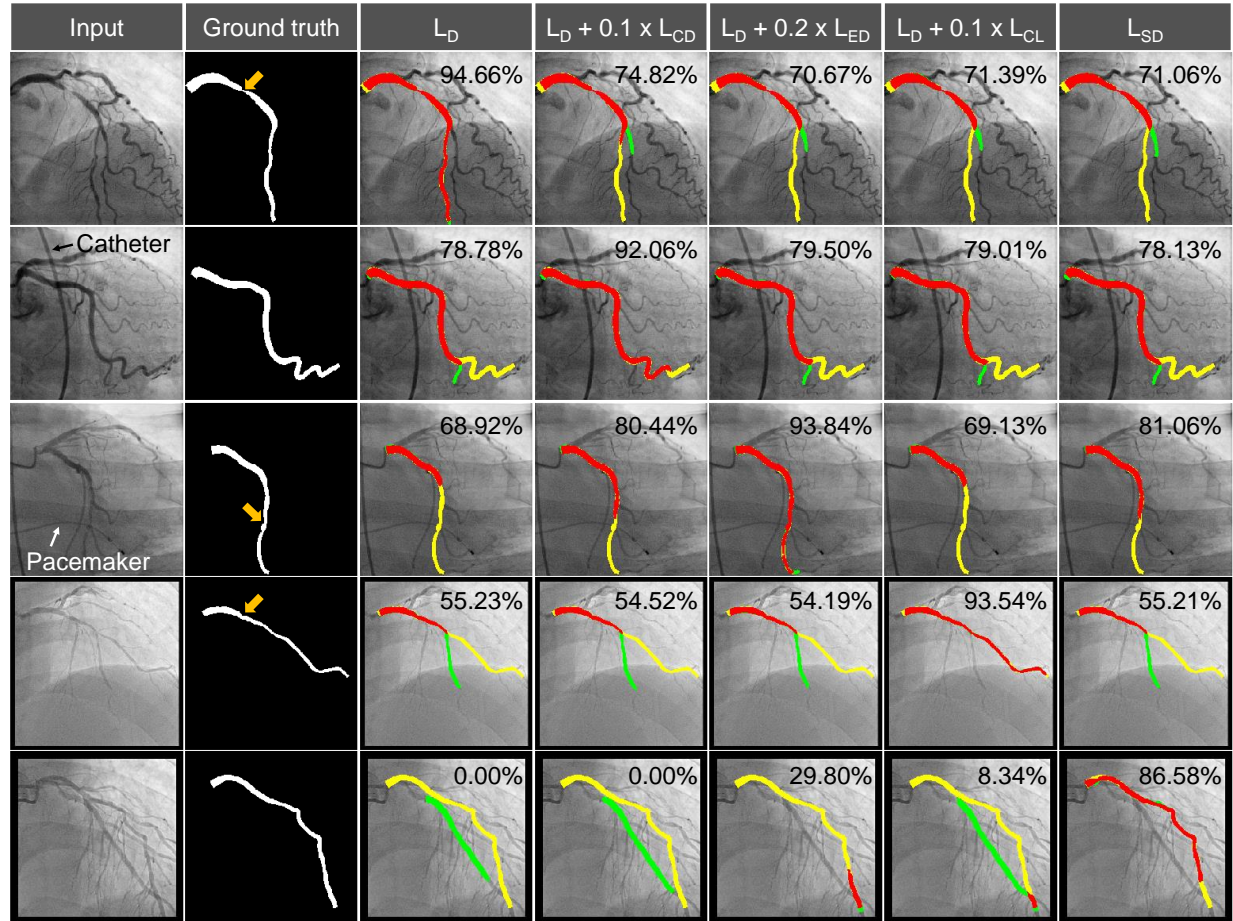 Input Ground truth L_D L_D + 0.1 x L_CD L_D + 0.2 x L_ED L_D + 0.1 x L_CL L_SD
94.66% 74.82% 70.67% 71.39% 71.06%
Catheter 78.78% 92.06% 79.50% 79.01% 78.13%
68.92% 80.44% 93.84% 69.13% 81.06%
Pacemaker
55.23% 54.52% 54.19% 93.54% 55.21%
0.00% 0.00% 29.80% 8.34% 86.58%